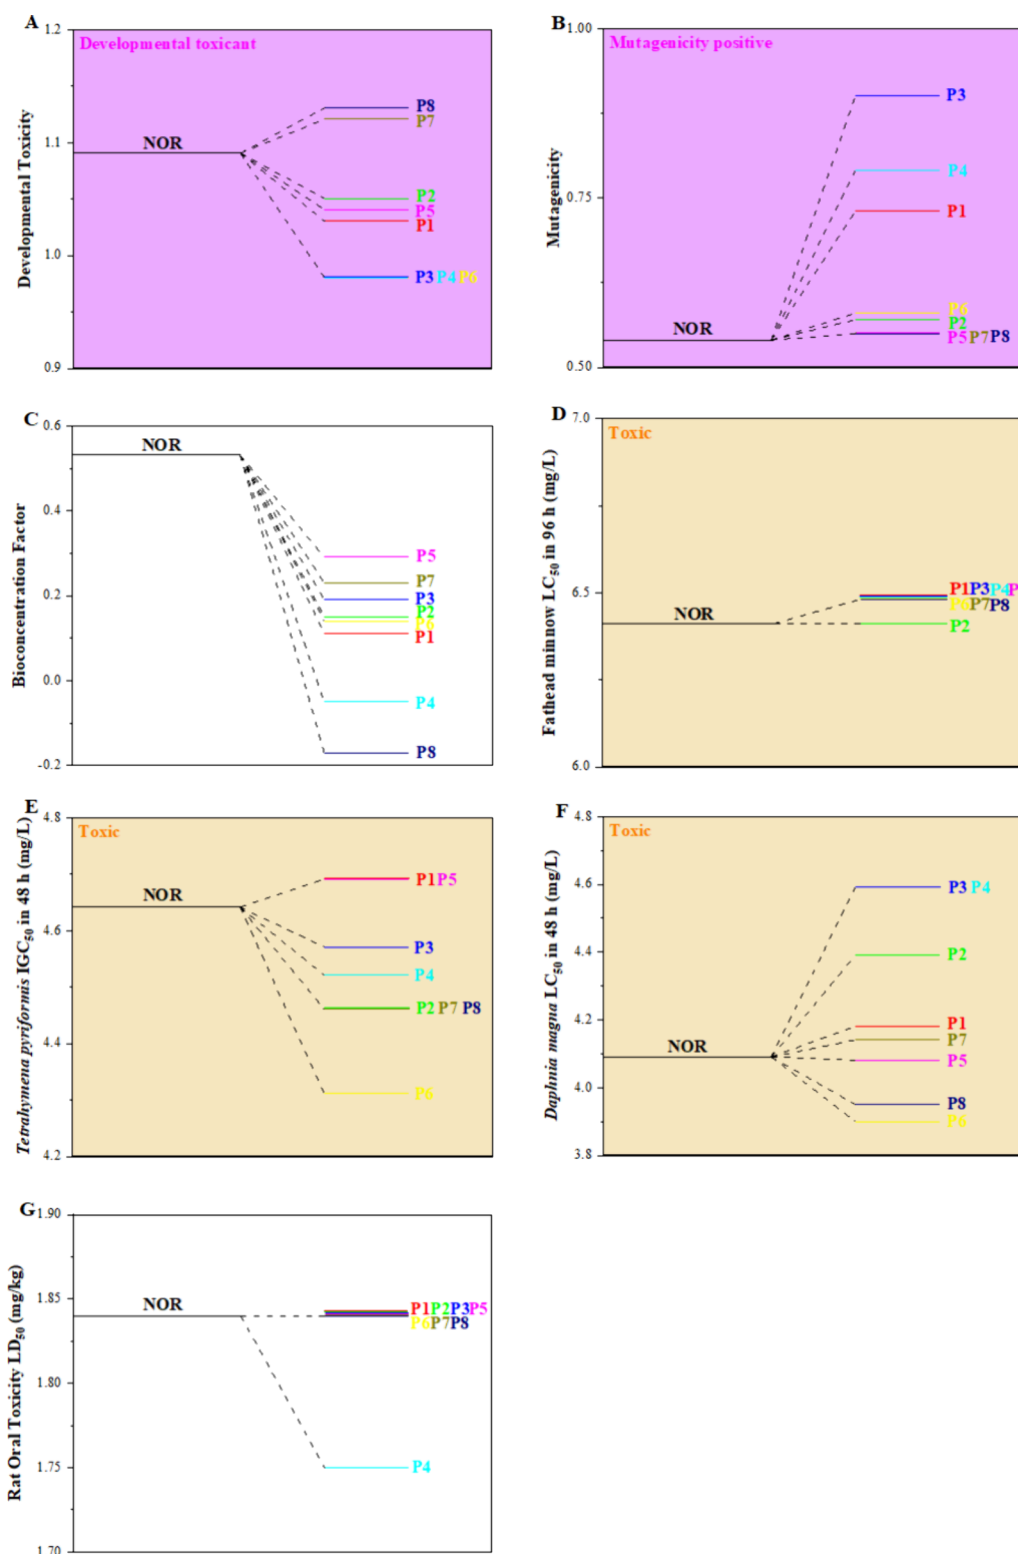 A
Developmental toxicant
1.2
1.1
1.0
0.9
Developmental Toxicity
NOR
P8
P7
P2
P5
P1
P3 P4 P6
B
Mutagenicity positive
1.00
0.75
0.50
Mutagenicity
NOR
P3
P4
P1
P6
P2
P5 P7 P8
C
0.6
0.4
0.2
0.0
-0.2
Bioconcentration Factor
NOR
P5
P7
P3
P2
P6
P1
P4
P8
D
Toxic
7.0
6.5
6.0
Fathead minnow LC50 in 96 h (mg/L)
NOR
P1 P3 P4 P
P6 P7 P8
P2
E
Toxic
4.8
4.6
4.4
4.2
Tetrahymena pyriformis IGC50 in 48 h (mg/L)
NOR
P1 P5
P3
P4
P2 P7 P8
P6
F
Toxic
4.8
4.6
4.4
4.2
4.0
3.8
Daphnia magna LC50 in 48 h (mg/L)
NOR
P3 P4
P2
P1
P7
P5
P8
P6
G
1.90
1.85
1.80
1.75
1.70
Rat Oral Toxicity LD50 (mg/kg)
NOR
P1 P2 P3 P5
P6 P7 P8
P4